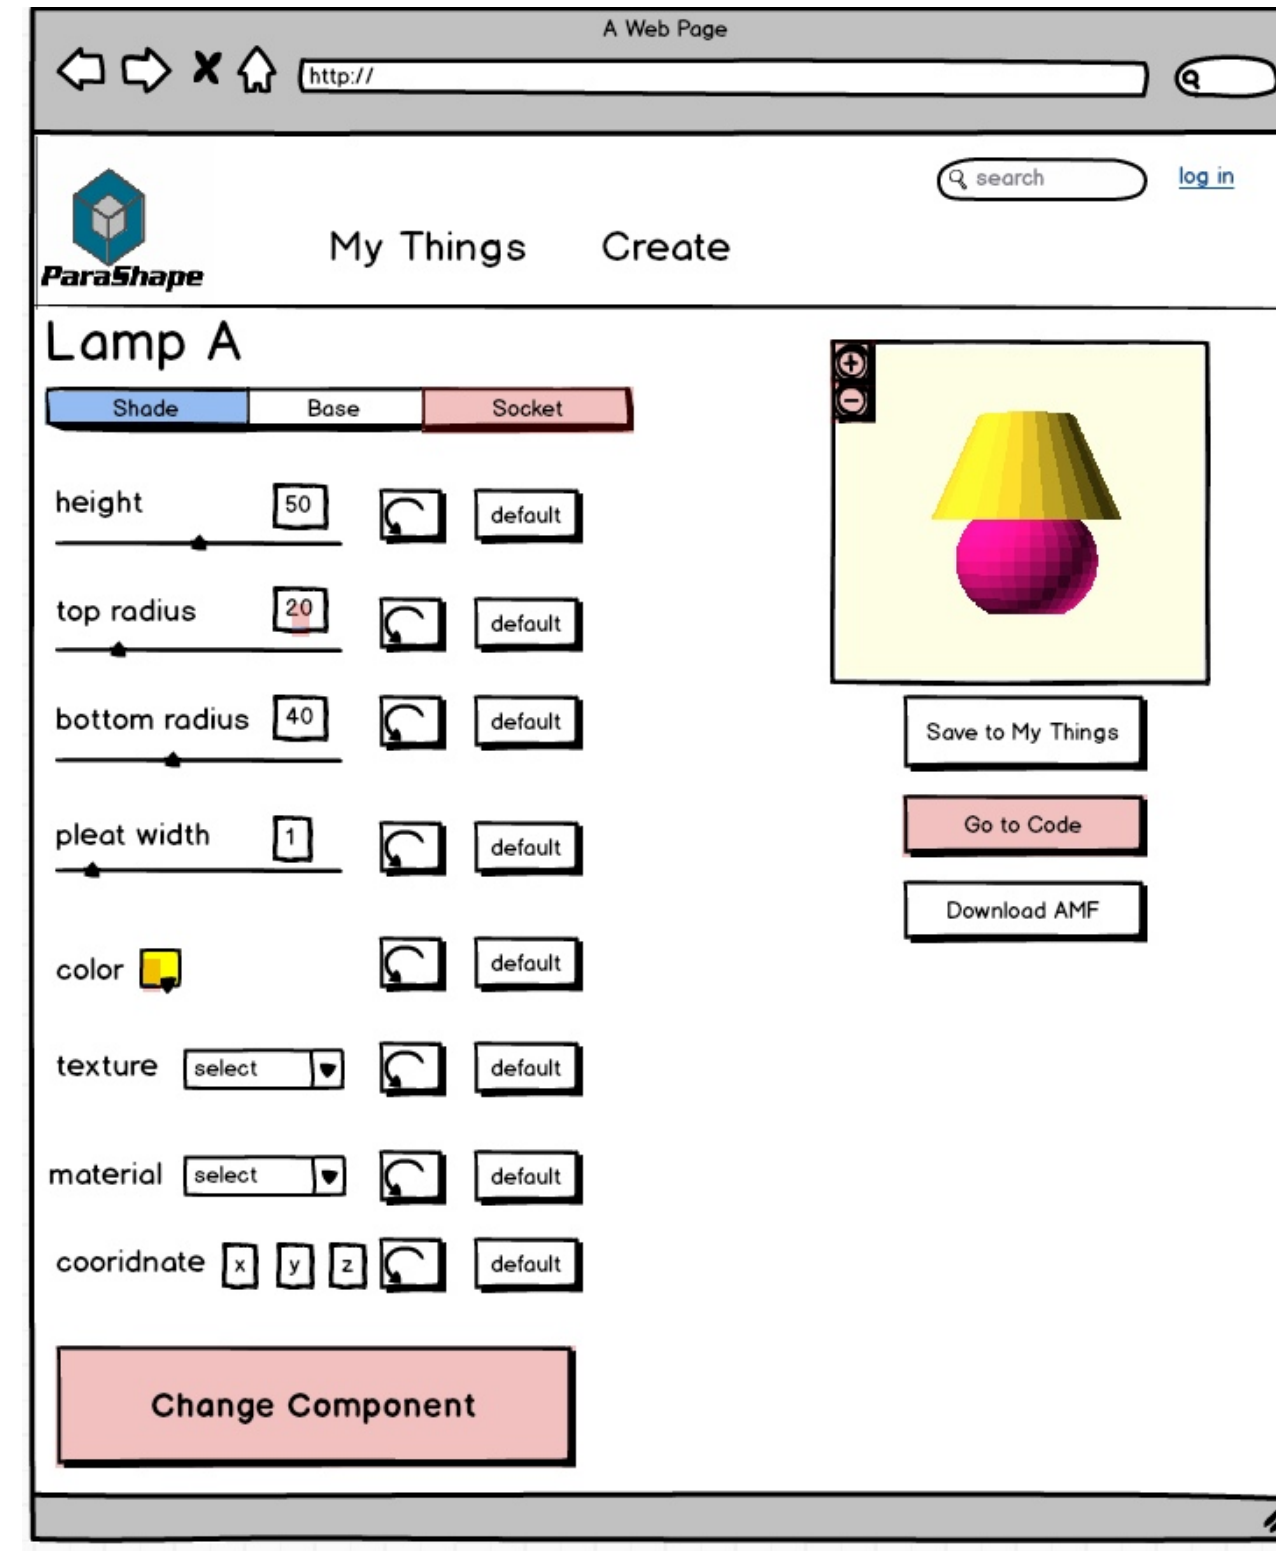 A Web Page
http://
search
log in
ParaShape
My Things Create
Lamp A
Shade Base Socket
height 50 default
top radius 20 default
bottom radius 40 default
pleat width 1 default
color default
texture select default
material select default
cooridnate x y z default
Change Component
Save to My Things
Go to Code
Download AMF